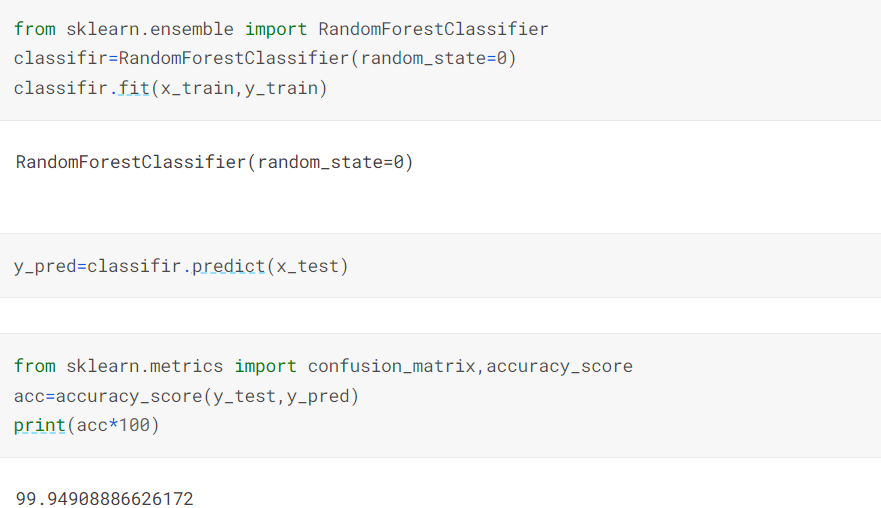 from sklearn.ensemble import RandomForestClassifier
classifir=RandomForestClassifier(random_state=0)
classifir.fit(x_train,y_train)
RandomForestClassifier(random_state=0)
y_pred=classifir.predict(x_test)
from sklearn.metrics import confusion_matrix,accuracy_score
acc=accuracy_score(y_test,y_pred)
print(acc*100)
99.94908886626172